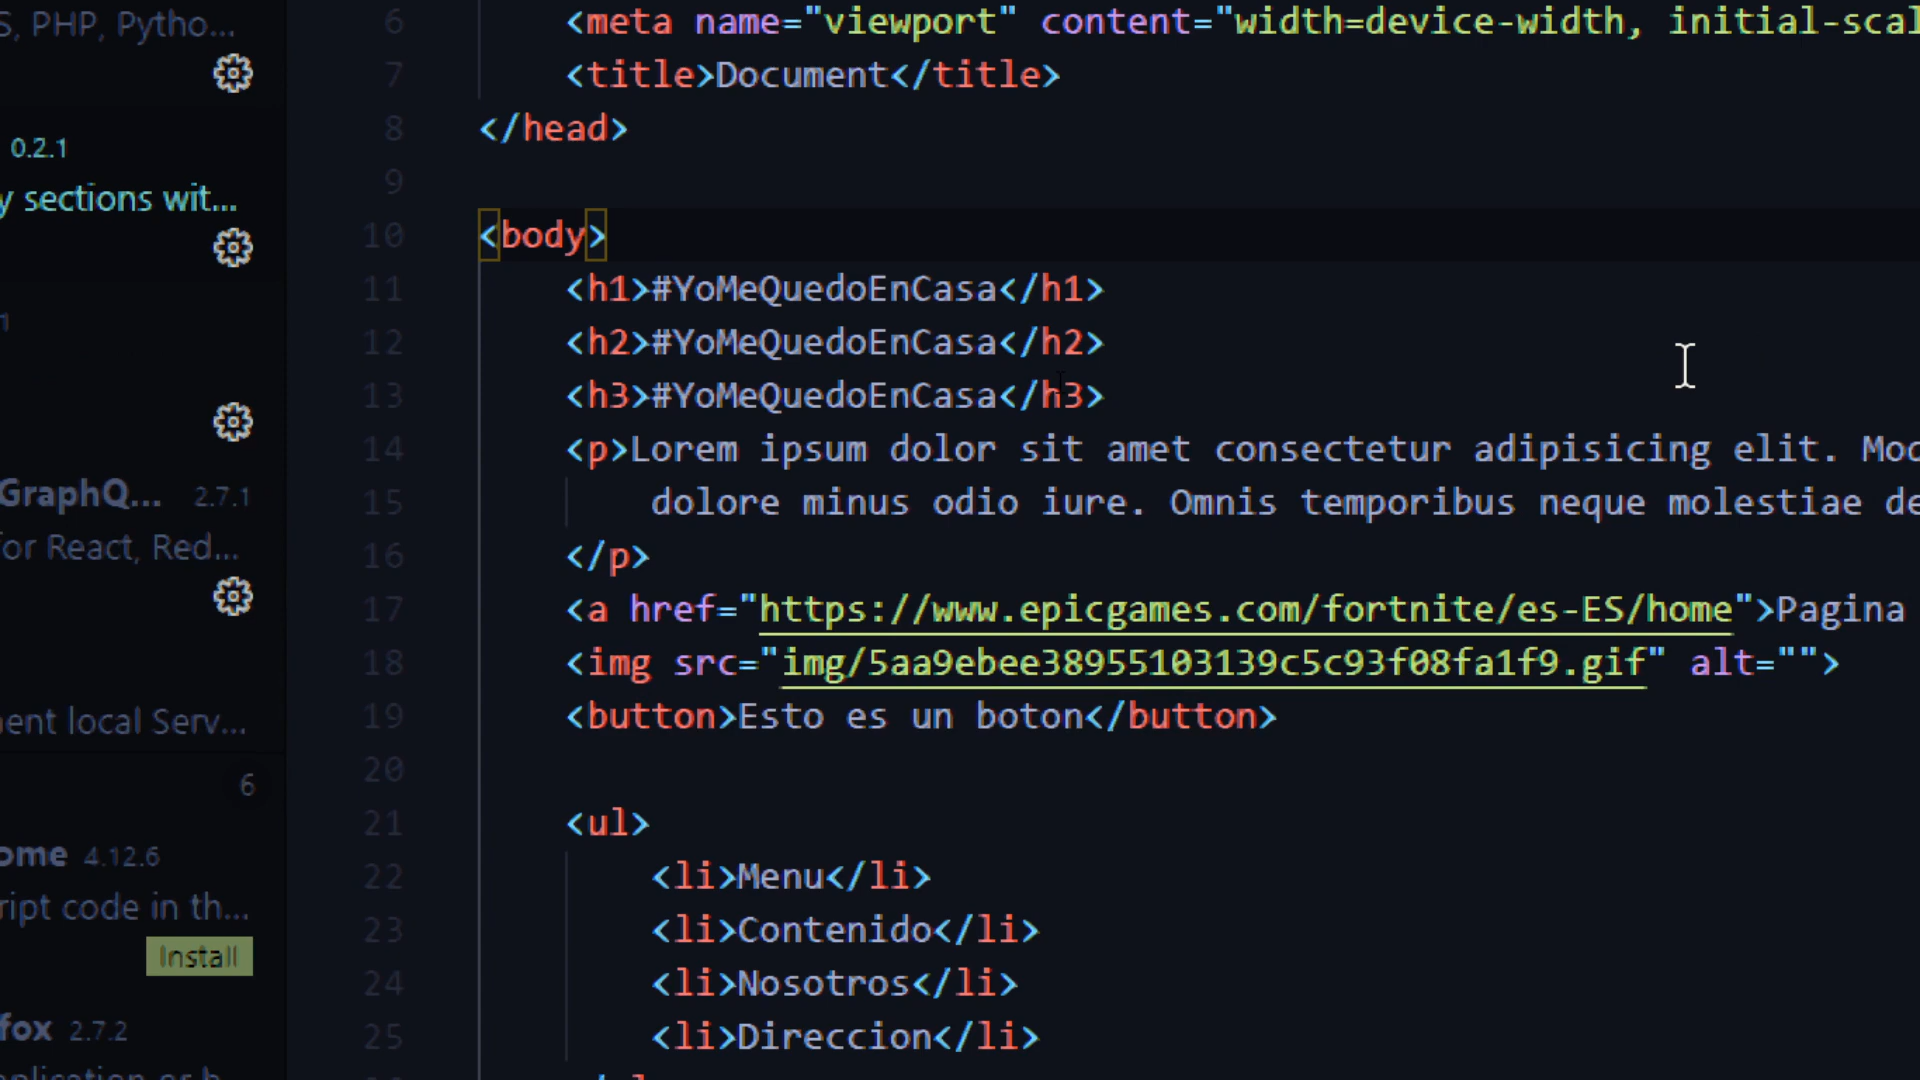 S, PHP, Pytho...
0.2.1
y sections wit...
1
GraphQ... 2.7.1
for React, Red...
ment local Serv...
6
ome 4.12.6
ript code in th...
Install
fox 2.7.2
6 <meta name="viewport" content="width=device-width, initial-scal
7 <title>Document</title>
8 </head>
9
10 <body>
11 <h1>#YoMeQuedoEnCasa</h1>
12 <h2>#YoMeQuedoEnCasa</h2>
13 <h3>#YoMeQuedoEnCasa</h3>
14 <p>Lorem ipsum dolor sit amet consectetur adipisicing elit. Mod
15 dolore minus odio iure. Omnis temporibus neque molestiae de
16 </p>
17 <a href="https://www.epicgames.com/fortnite/es-ES/home">Pagina
18 <img src="img/5aa9ebee38955103139c5c93f08fa1f9.gif" alt="">
19 <button>Esto es un boton</button>
20
21 <ul>
22 <li>Menu</li>
23 <li>Contenido</li>
24 <li>Nosotros</li>
25 <li>Direccion</li>